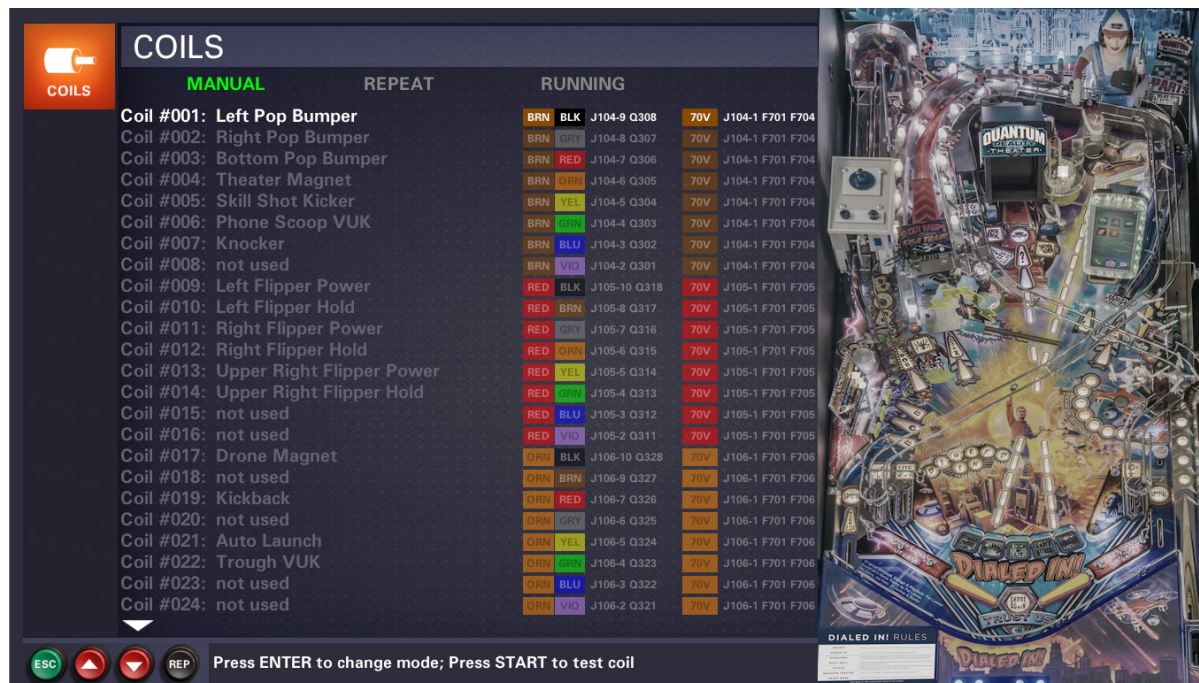 COILS
COILS
MANUAL REPEAT RUNNING
Coil #001: Left Pop Bumper BRN BLK J104-9 Q308 70V J104-1 F701 F704
Coil #002: Right Pop Bumper BRN GRY J104-8 Q307 70V J104-1 F701 F704
Coil #003: Bottom Pop Bumper BRN RED J104-7 Q306 70V J104-1 F701 F704
Coil #004: Theater Magnet BRN ORN J104-6 Q305 70V J104-1 F701 F704
Coil #005: Skill Shot Kicker BRN YEL J104-5 Q304 70V J104-1 F701 F704
Coil #006: Phone Scoop VUK BRN GRN J104-4 Q303 70V J104-1 F701 F704
Coil #007: Knocker BRN BLU J104-3 Q302 70V J104-1 F701 F704
Coil #008: not used BRN VIO J104-2 Q301 70V J104-1 F701 F704
Coil #009: Left Flipper Power RED BLK J105-10 Q318 70V J105-1 F701 F705
Coil #010: Left Flipper Hold RED BRN J105-8 Q317 70V J105-1 F701 F705
Coil #011: Right Flipper Power RED GRY J105-7 Q316 70V J105-1 F701 F705
Coil #012: Right Flipper Hold RED ORN J105-6 Q315 70V J105-1 F701 F705
Coil #013: Upper Right Flipper Power RED YEL J105-5 Q314 70V J105-1 F701 F705
Coil #014: Upper Right Flipper Hold RED GRN J105-4 Q313 70V J105-1 F701 F705
Coil #015: not used RED BLU J105-3 Q312 70V J105-1 F701 F705
Coil #016: not used RED VIO J105-2 Q311 70V J105-1 F701 F705
Coil #017: Drone Magnet ORN BLK J106-10 Q328 70V J106-1 F701 F706
Coil #018: not used ORN BRN J106-9 Q327 70V J106-1 F701 F706
Coil #019: Kickback ORN RED J106-7 Q326 70V J106-1 F701 F706
Coil #020: not used ORN GRY J106-6 Q325 70V J106-1 F701 F706
Coil #021: Auto Launch ORN YEL J106-5 Q324 70V J106-1 F701 F706
Coil #022: Trough VUK ORN GRN J106-4 Q323 70V J106-1 F701 F706
Coil #023: not used ORN BLU J106-3 Q322 70V J106-1 F701 F706
Coil #024: not used ORN VIO J106-2 Q321 70V J106-1 F701 F706
ESC REP Press ENTER to change mode; Press START to test coil
QUANTUM
THEATER
DIALED IN!
SHOOT AGAIN
TRUST US
DIALED IN! RULES
DIALED IN!